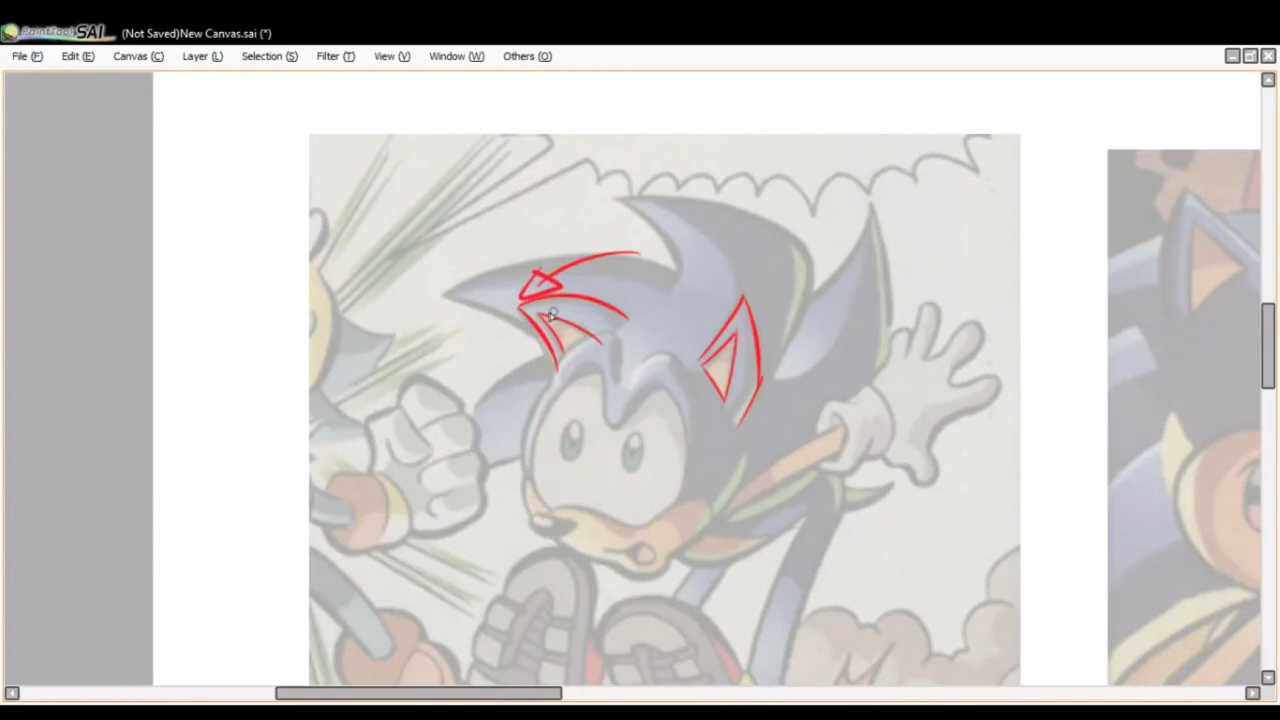 PaintTool SAI (Not Saved)New Canvas.sai (*)
File (F) Edit (E) Canvas (C) Layer (L) Selection (S) Filter (T) View (V) Window (W) Others (O)